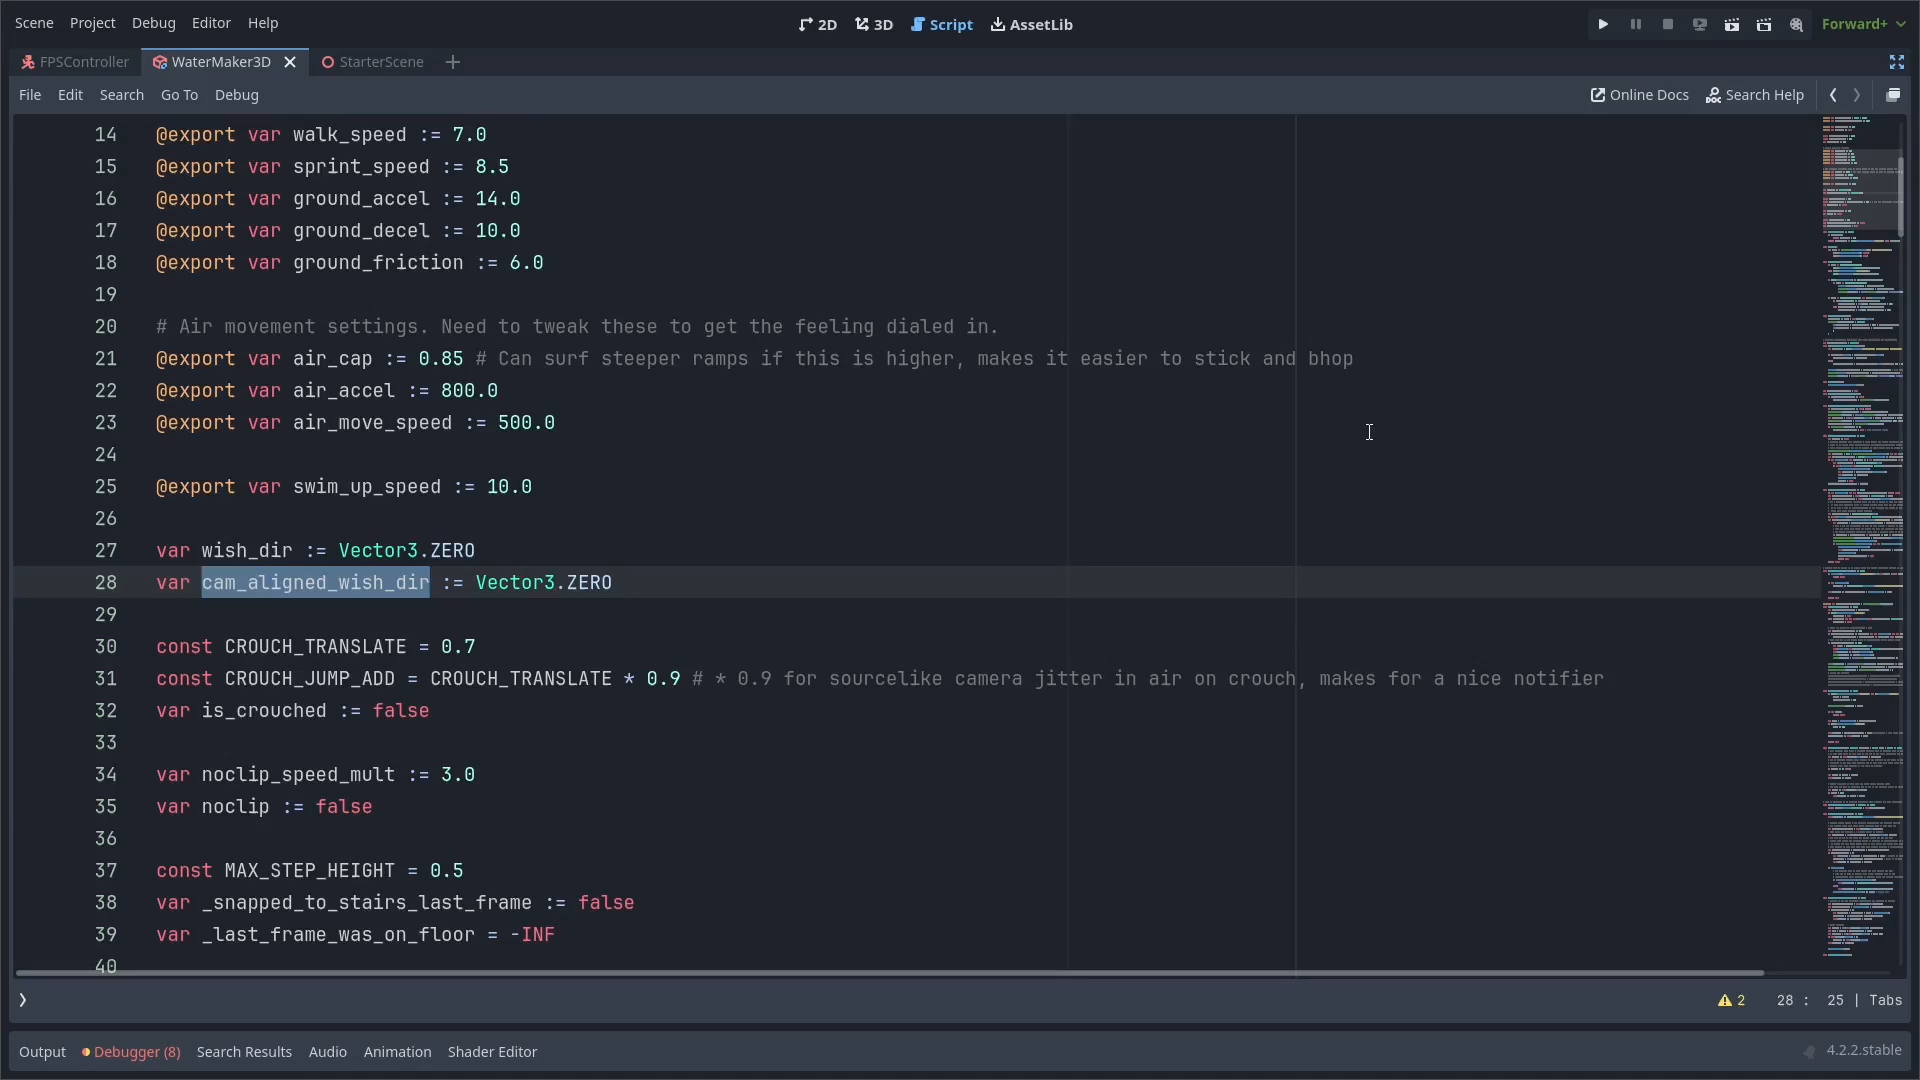 Scene Project Debug Editor Help 2D 3D Script AssetLib Forward+
FPSController WaterMaker3D StarterScene
File Edit Search Go To Debug Online Docs Search Help
14 @export var walk_speed := 7.0
15 @export var sprint_speed := 8.5
16 @export var ground_accel := 14.0
17 @export var ground_decel := 10.0
18 @export var ground_friction := 6.0
19
20 # Air movement settings. Need to tweak these to get the feeling dialed in.
21 @export var air_cap := 0.85 # Can surf steeper ramps if this is higher, makes it easier to stick and bhop
22 @export var air_accel := 800.0
23 @export var air_move_speed := 500.0
24
25 @export var swim_up_speed := 10.0
26
27 var wish_dir := Vector3.ZERO
28 var cam_aligned_wish_dir := Vector3.ZERO
29
30 const CROUCH_TRANSLATE = 0.7
31 const CROUCH_JUMP_ADD = CROUCH_TRANSLATE * 0.9 # * 0.9 for sourcelike camera jitter in air on crouch, makes for a nice notifier
32 var is_crouched := false
33
34 var noclip_speed_mult := 3.0
35 var noclip := false
36
37 const MAX_STEP_HEIGHT = 0.5
38 var _snapped_to_stairs_last_frame := false
39 var _last_frame_was_on_floor = -INF
40
2 28 : 25 | Tabs
Output Debugger (8) Search Results Audio Animation Shader Editor 4.2.2.stable